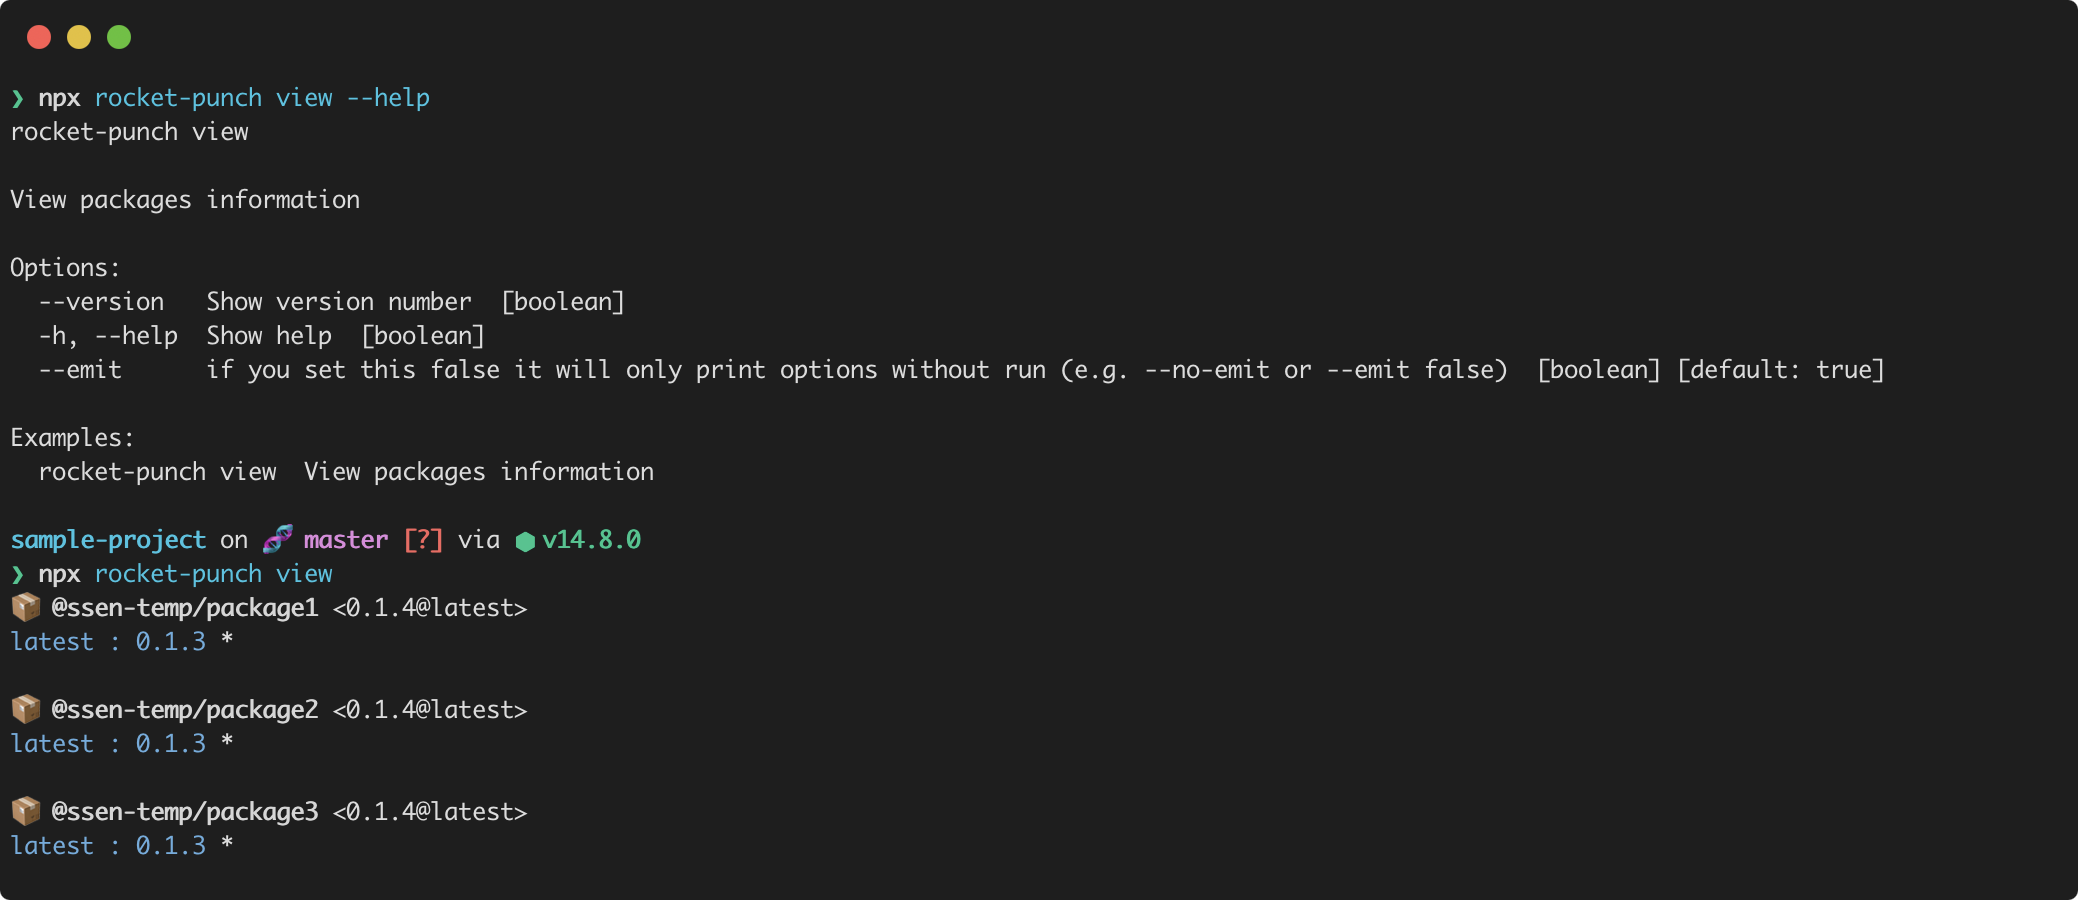 ❯ npx rocket-punch view --help
rocket-punch view
View packages information
Options:
  --version   Show version number  [boolean]
  -h, --help  Show help  [boolean]
  --emit      if you set this false it will only print options without run (e.g. --no-emit or --emit false)  [boolean] [default: true]
Examples:
  rocket-punch view  View packages information
sample-project on 🧬 master [?] via ⬢ v14.8.0
❯ npx rocket-punch view
📦 @ssen-temp/package1 <0.1.4@latest>
latest : 0.1.3 *
📦 @ssen-temp/package2 <0.1.4@latest>
latest : 0.1.3 *
📦 @ssen-temp/package3 <0.1.4@latest>
latest : 0.1.3 *